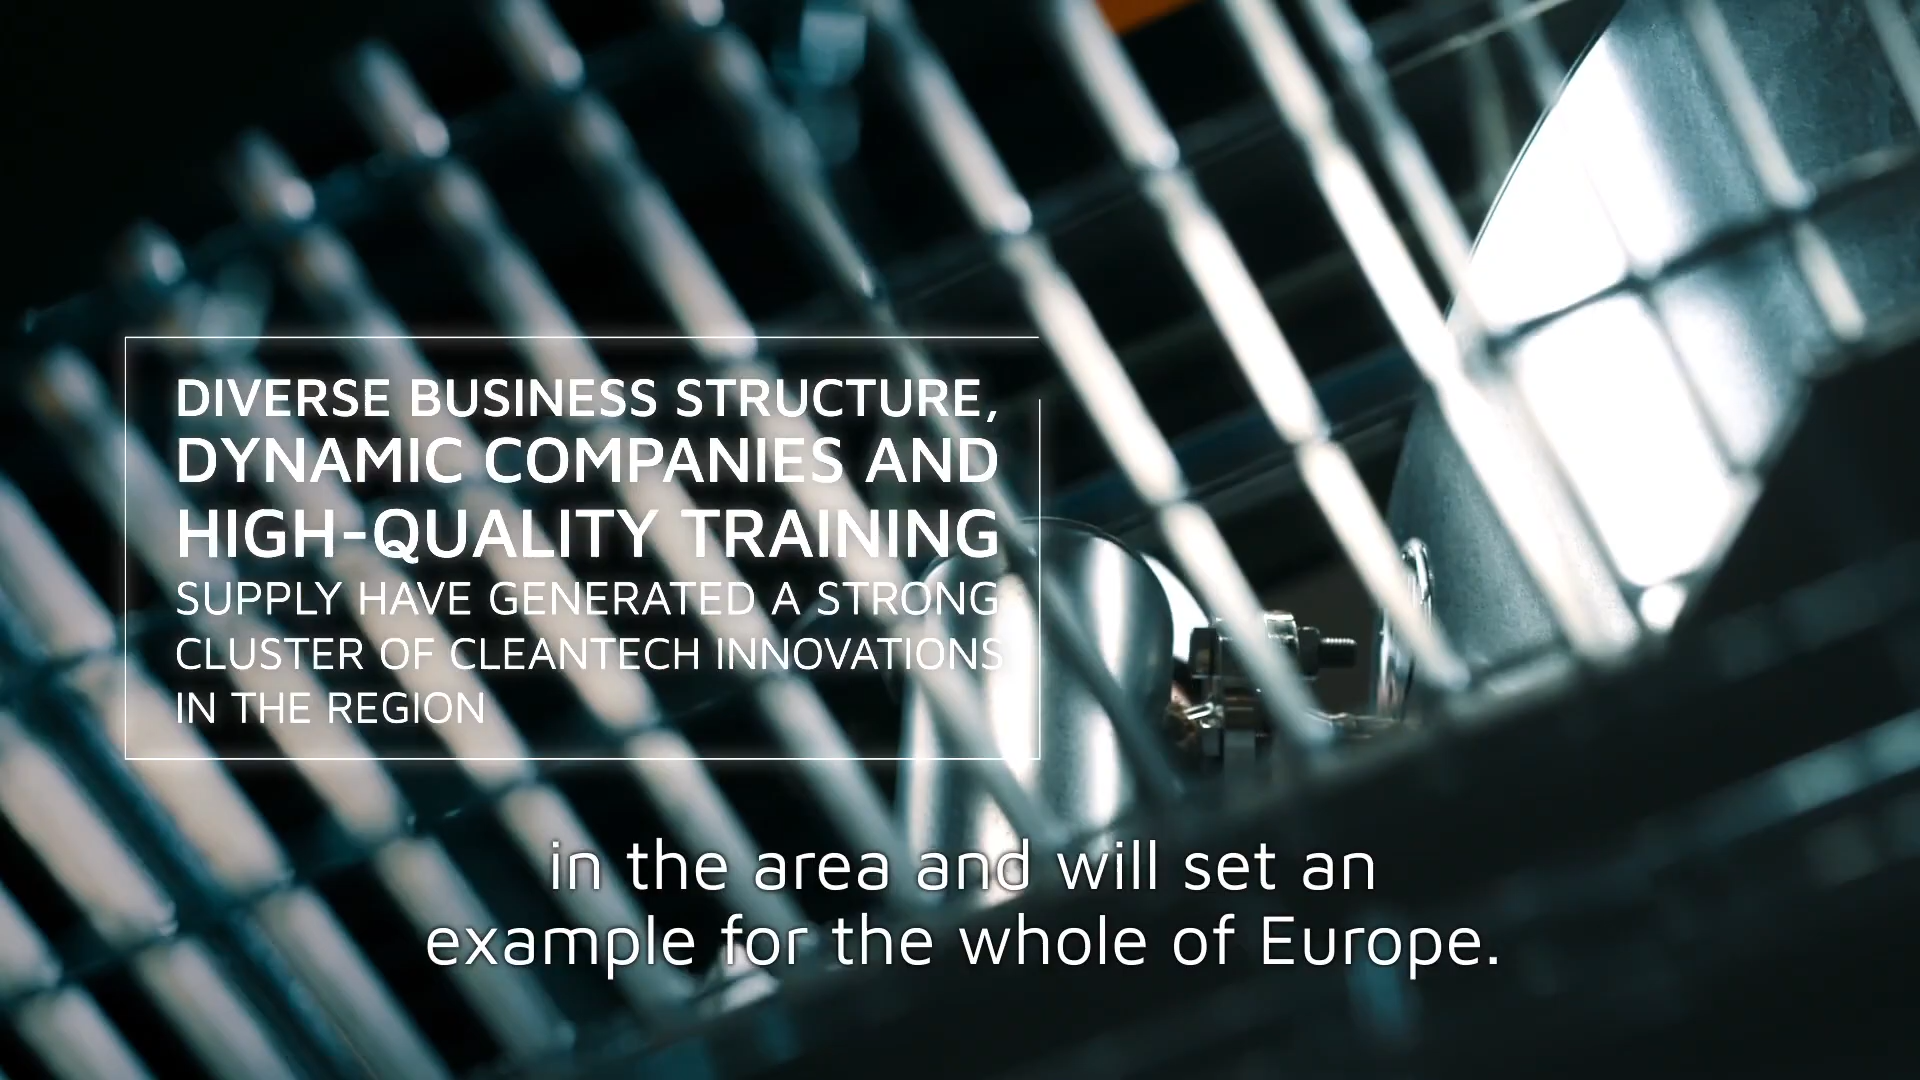 DIVERSE BUSINESS STRUCTURE,
DYNAMIC COMPANIES AND
HIGH-QUALITY TRAINING
SUPPLY HAVE GENERATED A STRONG
CLUSTER OF CLEANTECH INNOVATIONS
IN THE REGION
in the area and will set an
example for the whole of Europe.